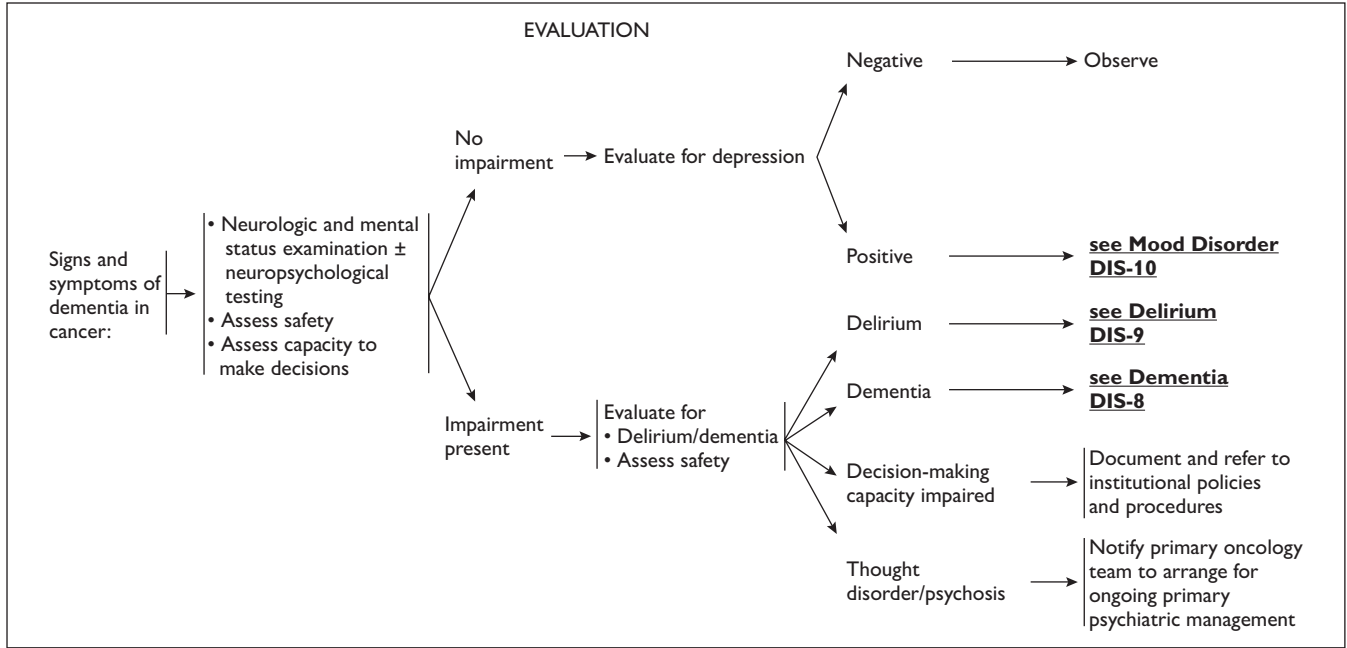 EVALUATION
Signs and
symptoms of
dementia in
cancer:
• Neurologic and mental
status examination ±
neuropsychological
testing
• Assess safety
• Assess capacity to
make decisions
No
impairment
Evaluate for depression
Negative
Observe
Positive
see Mood Disorder
DIS-10
Impairment
present
Evaluate for
• Delirium/dementia
• Assess safety
Delirium
see Delirium
DIS-9
Dementia
see Dementia
DIS-8
Decision-making
capacity impaired
Document and refer to
institutional policies
and procedures
Thought
disorder/psychosis
Notify primary oncology
team to arrange for
ongoing primary
psychiatric management